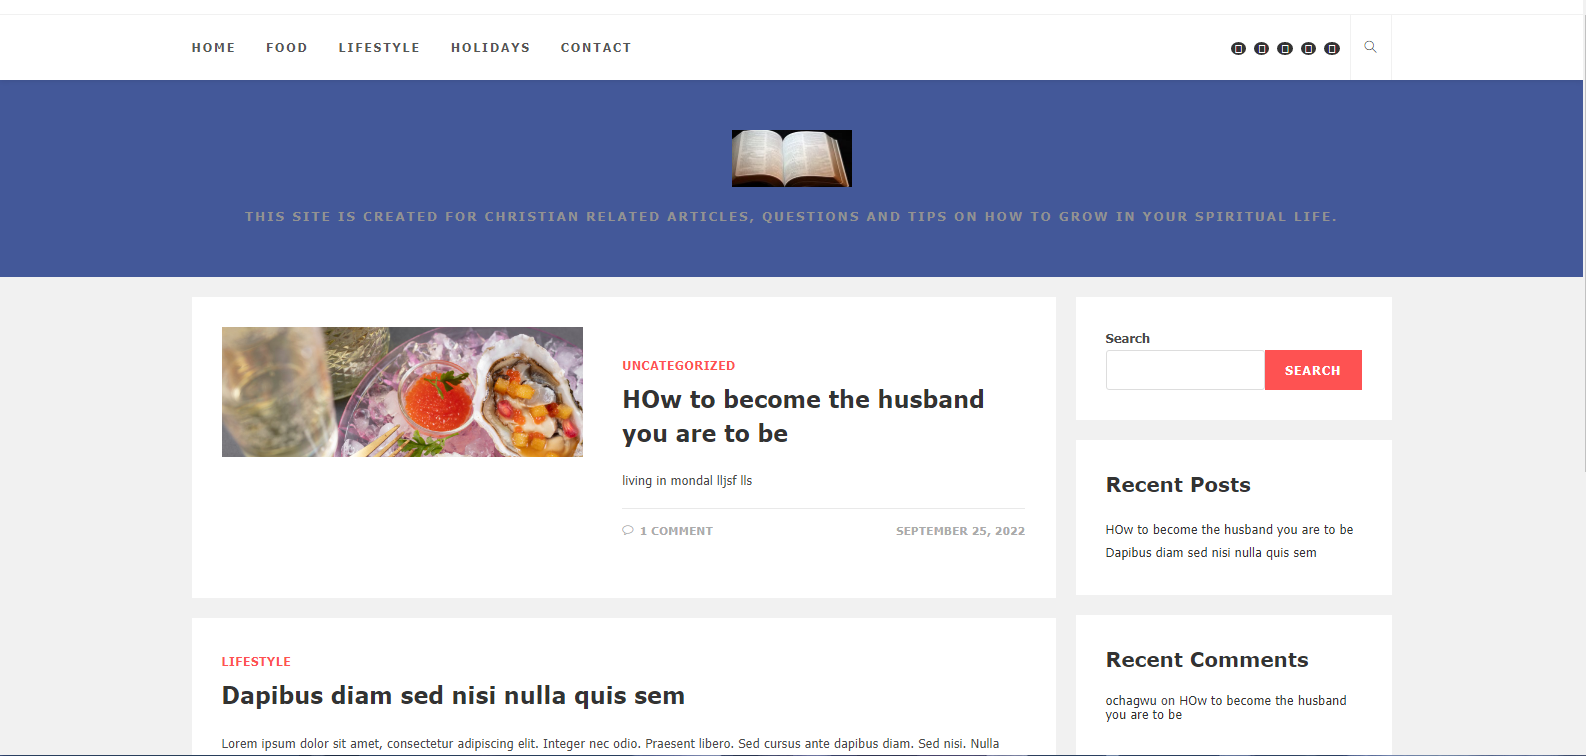 HOME FOOD LIFESTYLE HOLIDAYS CONTACT
THIS SITE IS CREATED FOR CHRISTIAN RELATED ARTICLES, QUESTIONS AND TIPS ON HOW TO GROW IN YOUR SPIRITUAL LIFE.
UNCATEGORIZED
HOw to become the husband
you are to be
living in mondal lljsf lls
1 COMMENT
SEPTEMBER 25, 2022
LIFESTYLE
Dapibus diam sed nisi nulla quis sem
Lorem ipsum dolor sit amet, consectetur adipiscing elit. Integer nec odio. Praesent libero. Sed cursus ante dapibus diam. Sed nisi. Nulla
Search
SEARCH
Recent Posts
HOw to become the husband you are to be
Dapibus diam sed nisi nulla quis sem
Recent Comments
ochagwu on HOw to become the husband
you are to be